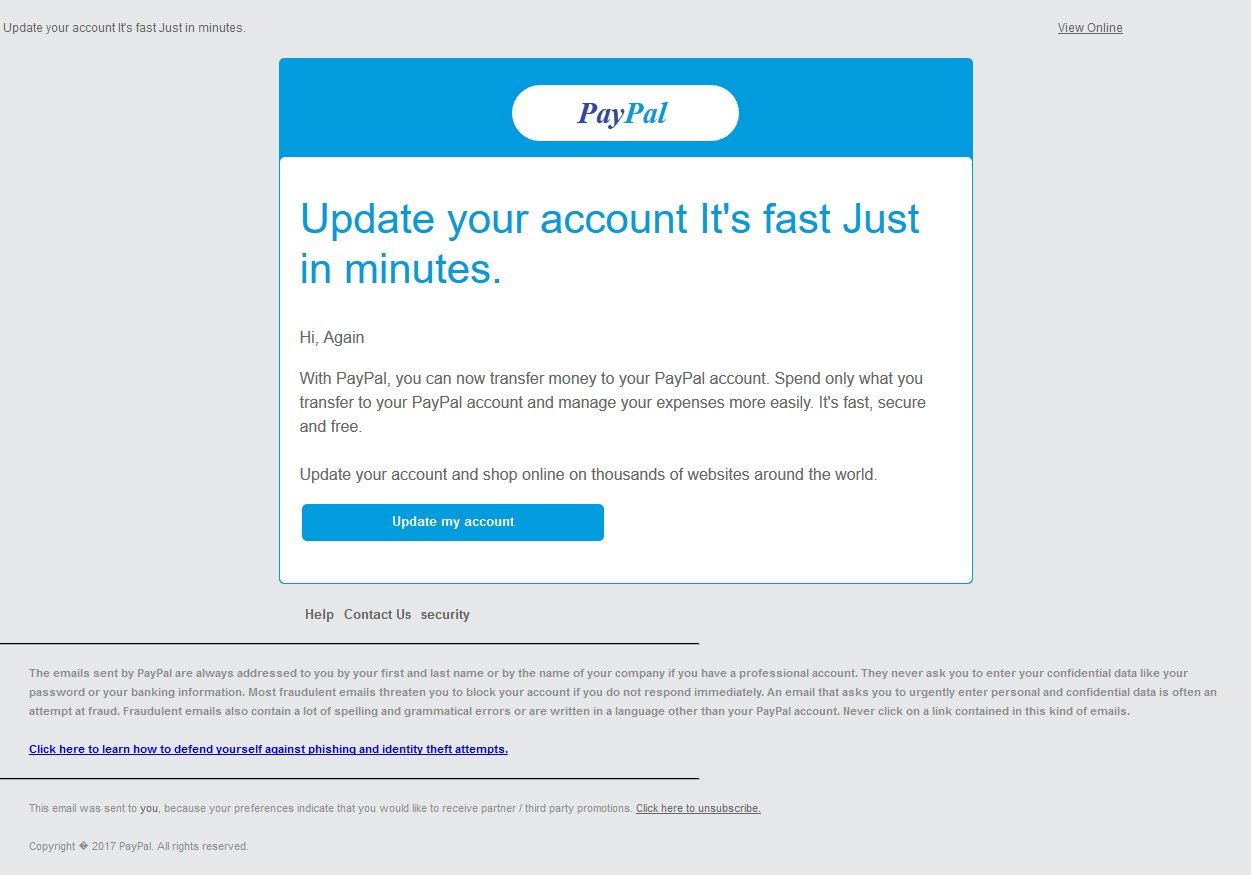 Update your account It's fast Just in minutes.
View Online
PayPal
Update your account It's fast Just
in minutes.
Hi, Again
With PayPal, you can now transfer money to your PayPal account. Spend only what you
transfer to your PayPal account and manage your expenses more easily. It's fast, secure
and free.
Update your account and shop online on thousands of websites around the world.
Update my account
Help Contact Us security
The emails sent by PayPal are always addressed to you by your first and last name or by the name of your company if you have a professional account. They never ask you to enter your confidential data like your
password or your banking information. Most fraudulent emails threaten you to block your account if you do not respond immediately. An email that asks you to urgently enter personal and confidential data is often an
attempt at fraud. Fraudulent emails also contain a lot of spelling and grammatical errors or are written in a language other than your PayPal account. Never click on a link contained in this kind of emails.
Click here to learn how to defend yourself against phishing and identity theft attempts.
This email was sent to you, because your preferences indicate that you would like to receive partner / third party promotions. Click here to unsubscribe.
Copyright � 2017 PayPal. All rights reserved.